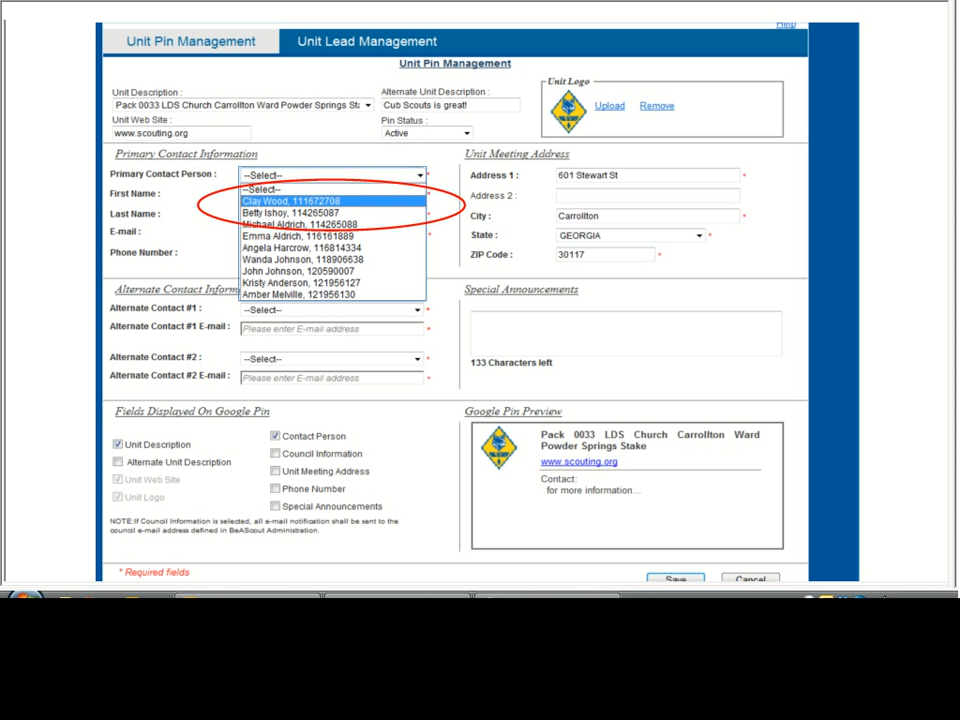 Help
Unit Pin Management
Unit Lead Management
Unit Pin Management
Unit Description :
Pack 0033 LDS Church Carrollton Ward Powder Springs Sta
Alternate Unit Description :
Cub Scouts is great!
Unit Web Site :
www.scouting.org
Pin Status :
Active
Unit Logo
Upload
Remove
Primary Contact Information
Primary Contact Person : --Select-- *
--Select--
Clay Wood, 111672708
Betty Ishoy, 114265087
Michael Aldrich, 114265088
Emma Aldrich, 116161889
Angela Harcrow, 116814334
Wanda Johnson, 118906638
John Johnson, 120590007
Kristy Anderson, 121956127
Amber Melville, 121956130
First Name : *
Last Name : *
E-mail : *
Phone Number :
Unit Meeting Address
Address 1 : 601 Stewart St *
Address 2 :
City : Carrollton *
State : GEORGIA *
ZIP Code : 30117 *
Alternate Contact Inform
Alternate Contact #1 : --Select-- *
Alternate Contact #1 E-mail : Please enter E-mail address *
Alternate Contact #2 : --Select-- *
Alternate Contact #2 E-mail : Please enter E-mail address *
Special Announcements
133 Characters left
Fields Displayed On Google Pin
Unit Description
Alternate Unit Description
Unit Web Site
Unit Logo
Contact Person
Council Information
Unit Meeting Address
Phone Number
Special Announcements
NOTE:If Council Information is selected, all e-mail notification shall be sent to the
council e-mail address defined in BeAScout Administration.
Google Pin Preview
Pack 0033 LDS Church Carrollton Ward
Powder Springs Stake
www.scouting.org
Contact:
for more information...
* Required fields
Save
Cancel